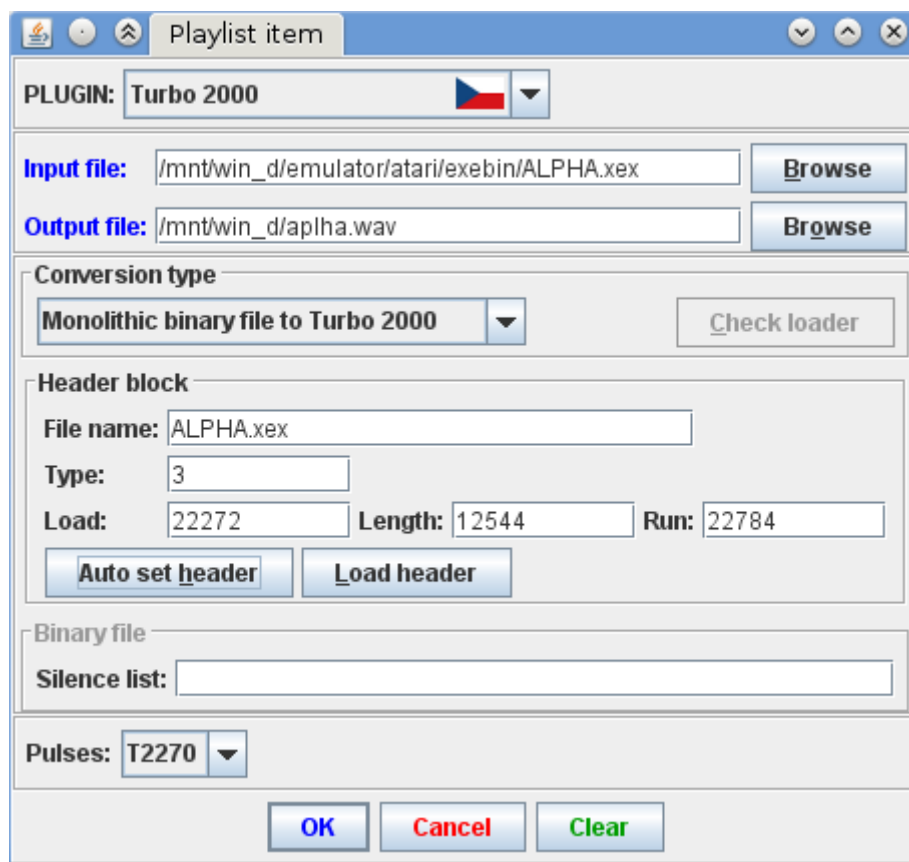 Playlist item
PLUGIN: Turbo 2000
Input file: /mnt/win_d/emulator/atari/exebin/ALPHA.xex Browse
Output file: /mnt/win_d/aplha.wav Browse
Conversion type
Monolithic binary file to Turbo 2000 Check loader
Header block
File name: ALPHA.xex
Type: 3
Load: 22272 Length: 12544 Run: 22784
Auto set header Load header
Binary file
Silence list:
Pulses: T2270
OK Cancel Clear